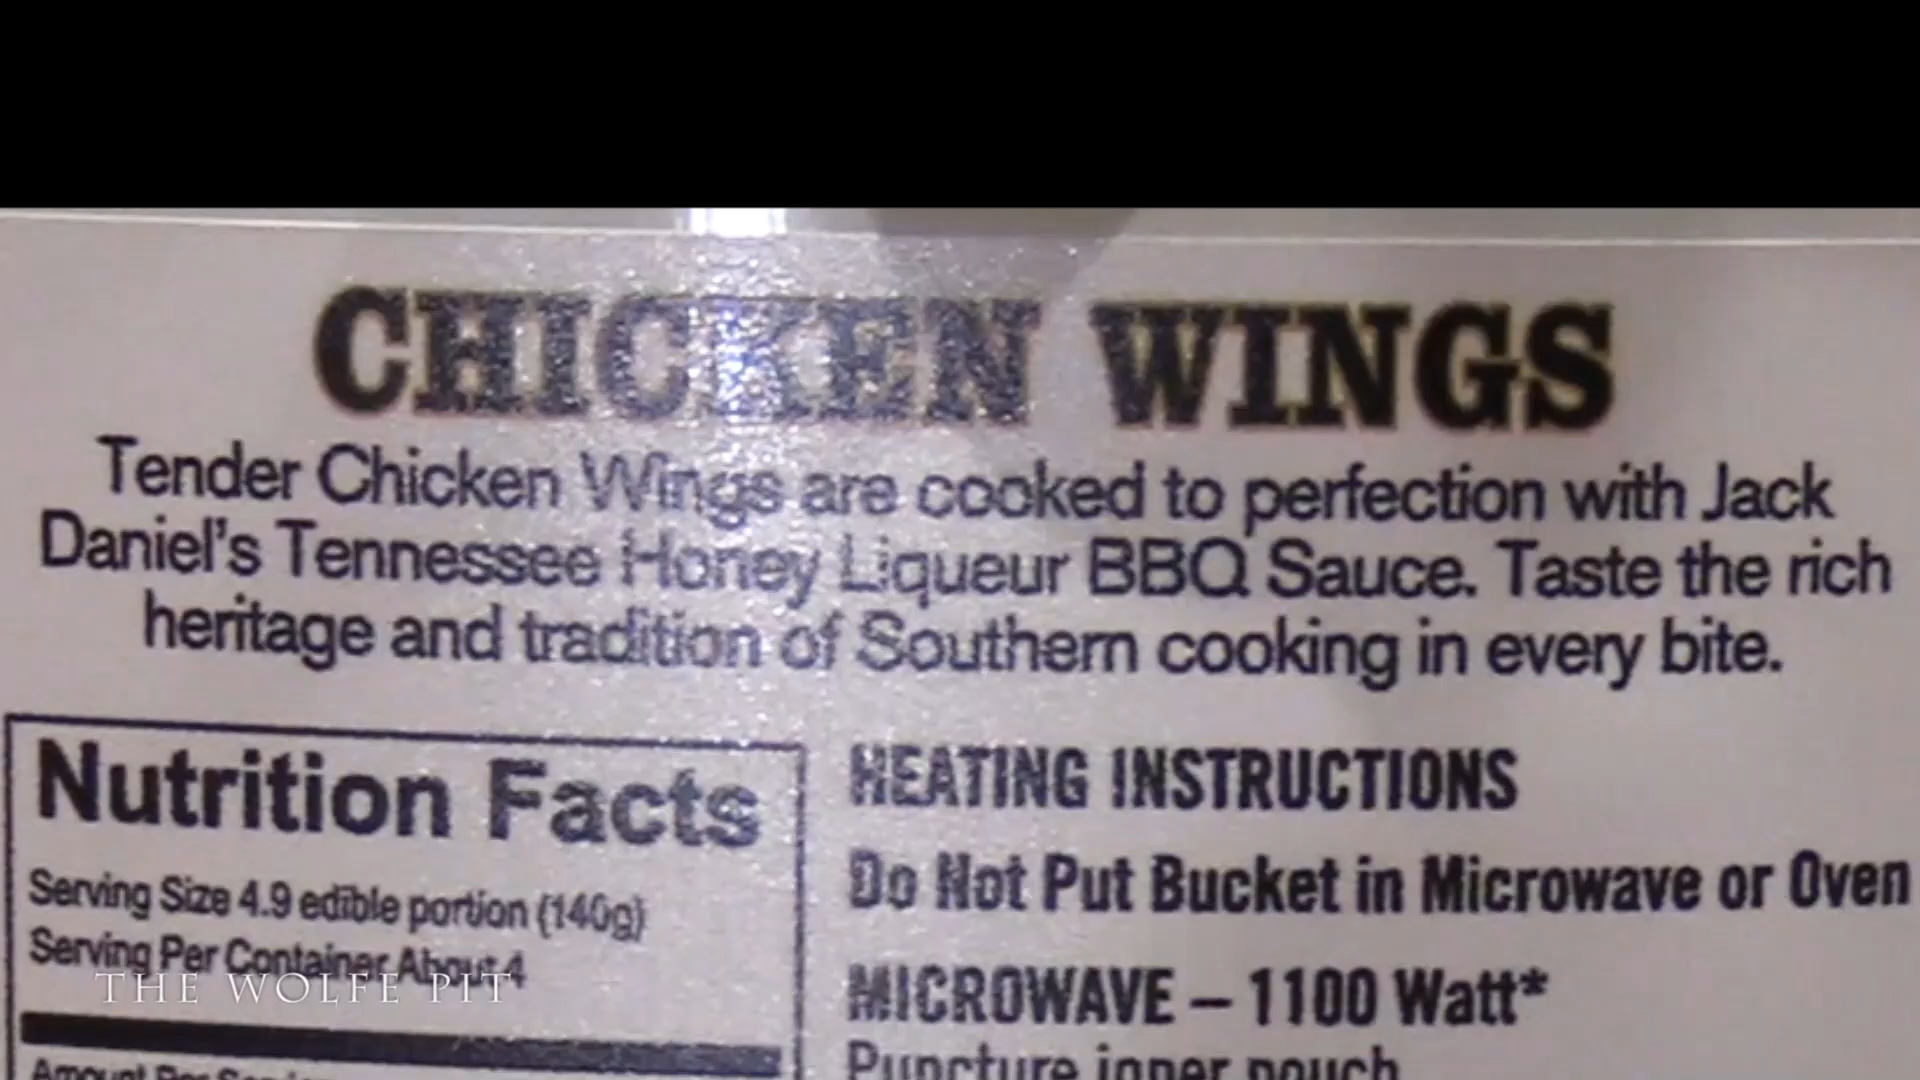 CHICKEN WINGS
Tender Chicken Wings are cooked to perfection with Jack
Daniel's Tennessee Honey Liqueur BBQ Sauce. Taste the rich
heritage and tradition of Southern cooking in every bite.
Nutrition Facts
Serving Size 4.9 edible portion (140g)
Serving Per Container About 4
THE WOLFE PIT
HEATING INSTRUCTIONS
Do Not Put Bucket in Microwave or Oven
MICROWAVE – 1100 Watt*
Puncture inner pouch